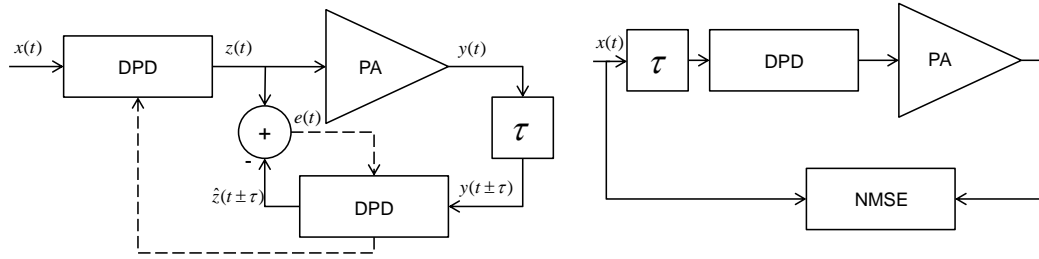 x(t)
DPD
z(t)
PA
y(t)
τ
+
-
e(t)
ẑ(t±τ)
DPD
y(t±τ)
x(t)
τ
DPD
PA
NMSE